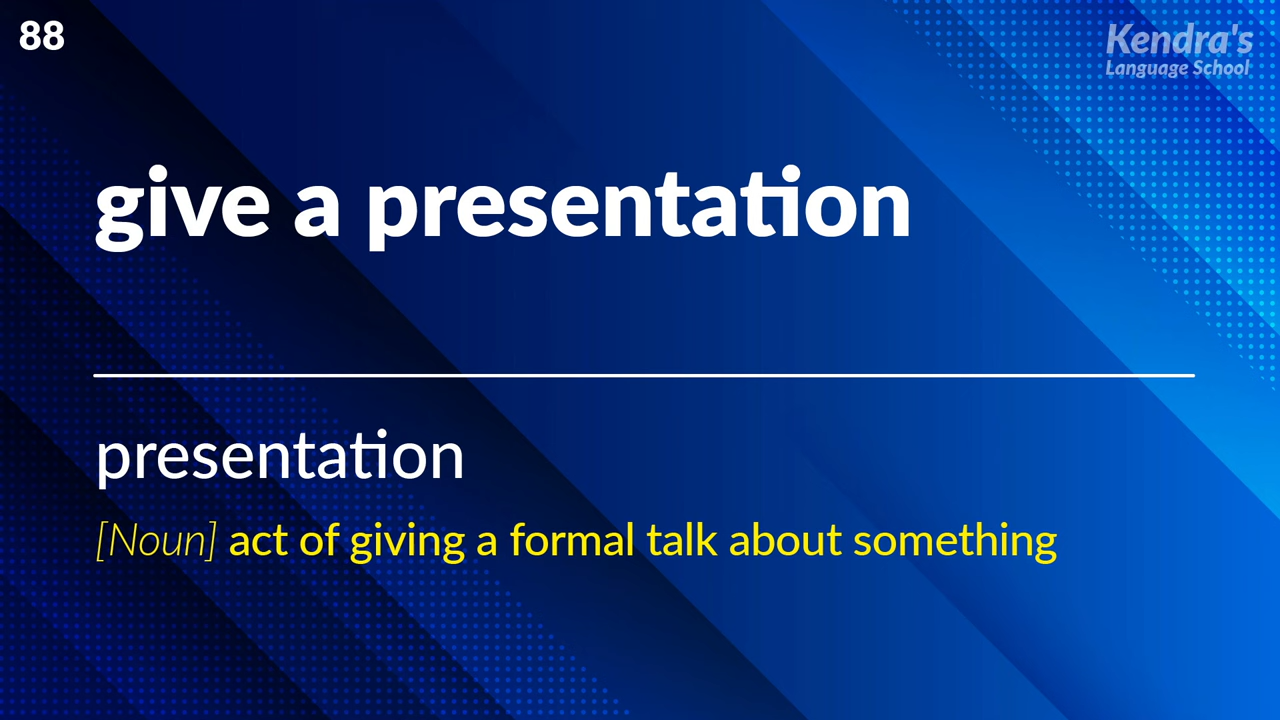 88
Kendra's
Language School
give a presentation
presentation
[Noun] act of giving a formal talk about something